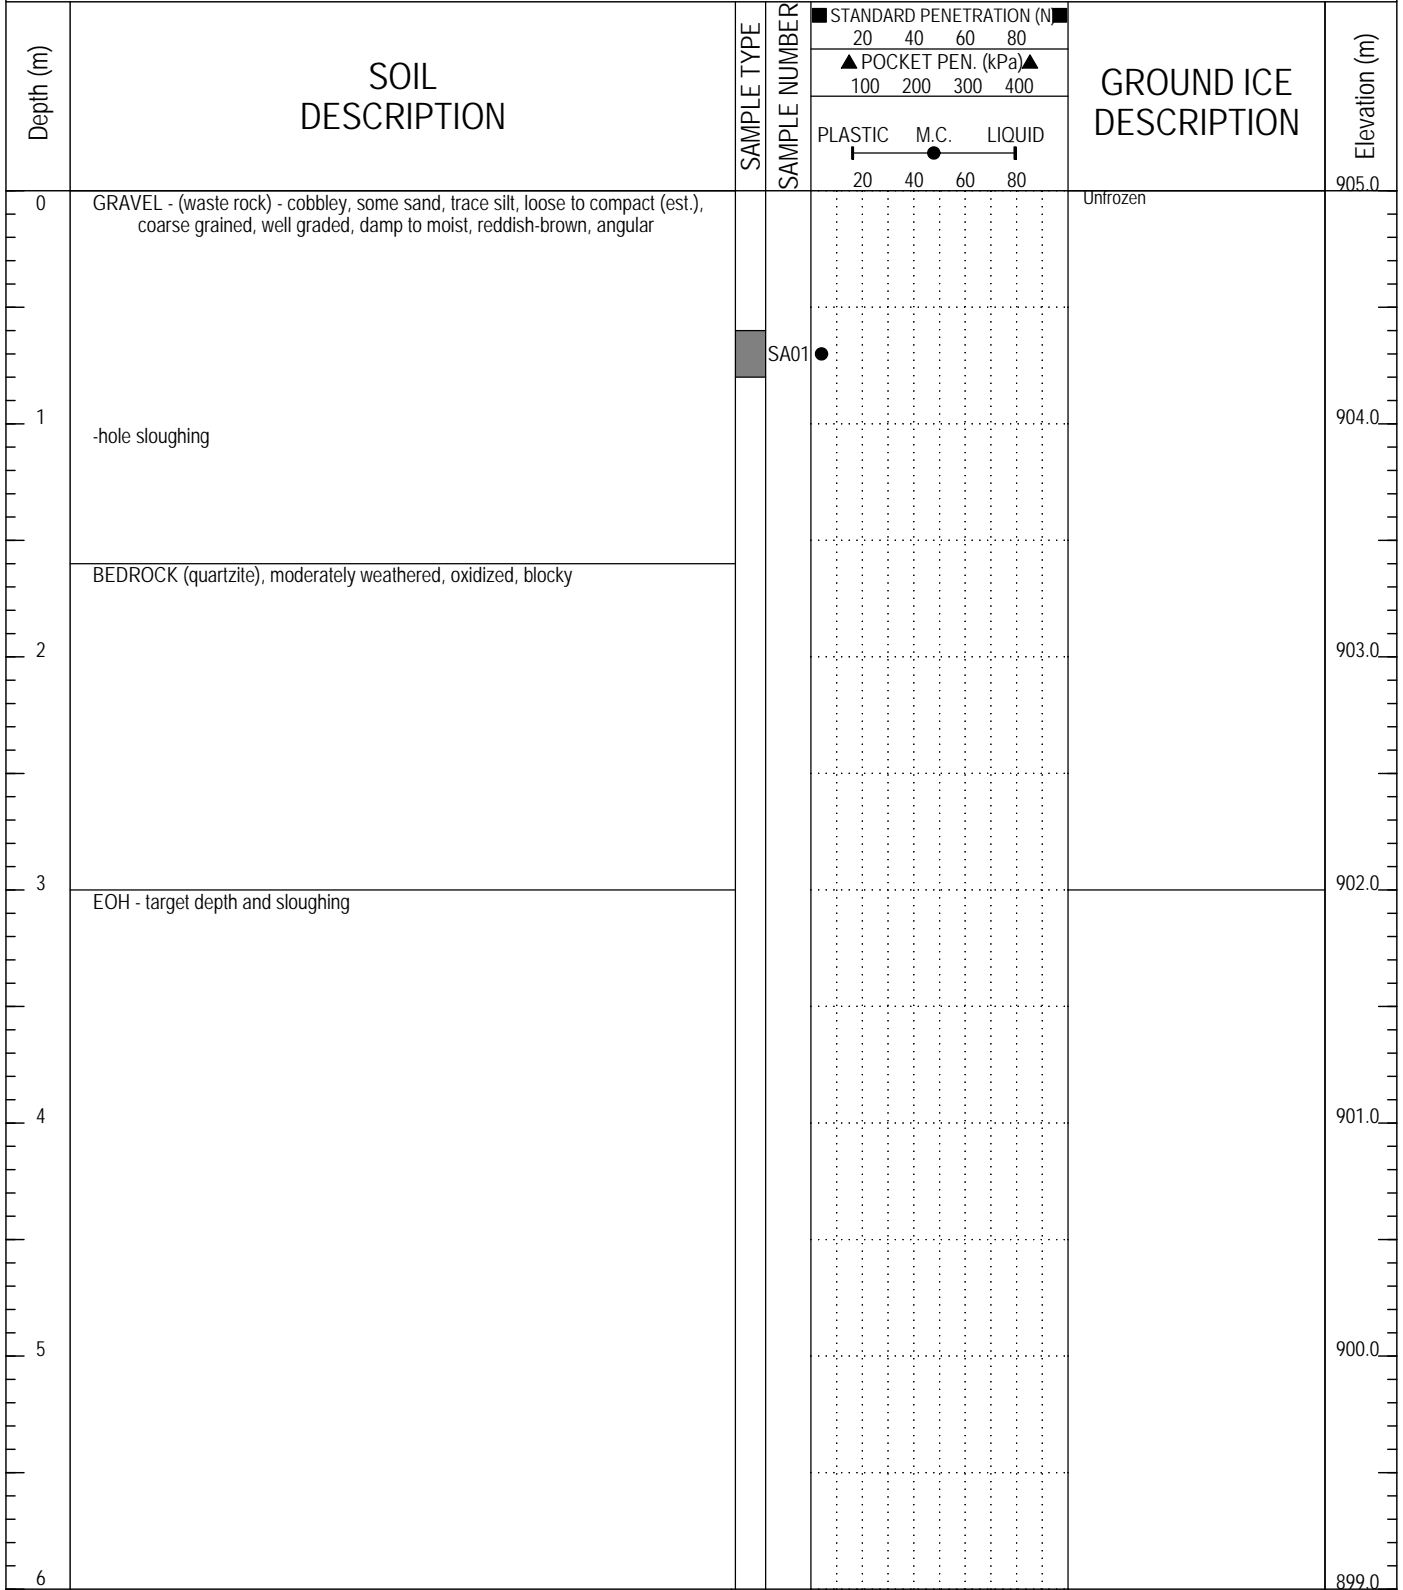 Depth (m)
SOIL
DESCRIPTION
SAMPLE TYPE
SAMPLE NUMBER
STANDARD PENETRATION (N)
20 40 60 80
POCKET PEN. (kPa)
100 200 300 400
PLASTIC M.C. LIQUID
20 40 60 80
GROUND ICE
DESCRIPTION
Elevation (m)
905.0
0
GRAVEL - (waste rock) - cobbley, some sand, trace silt, loose to compact (est.),
coarse grained, well graded, damp to moist, reddish-brown, angular
Unfrozen
SA01
1
-hole sloughing
904.0
BEDROCK (quartzite), moderately weathered, oxidized, blocky
2
903.0
3
902.0
EOH - target depth and sloughing
4
901.0
5
900.0
6
899.0